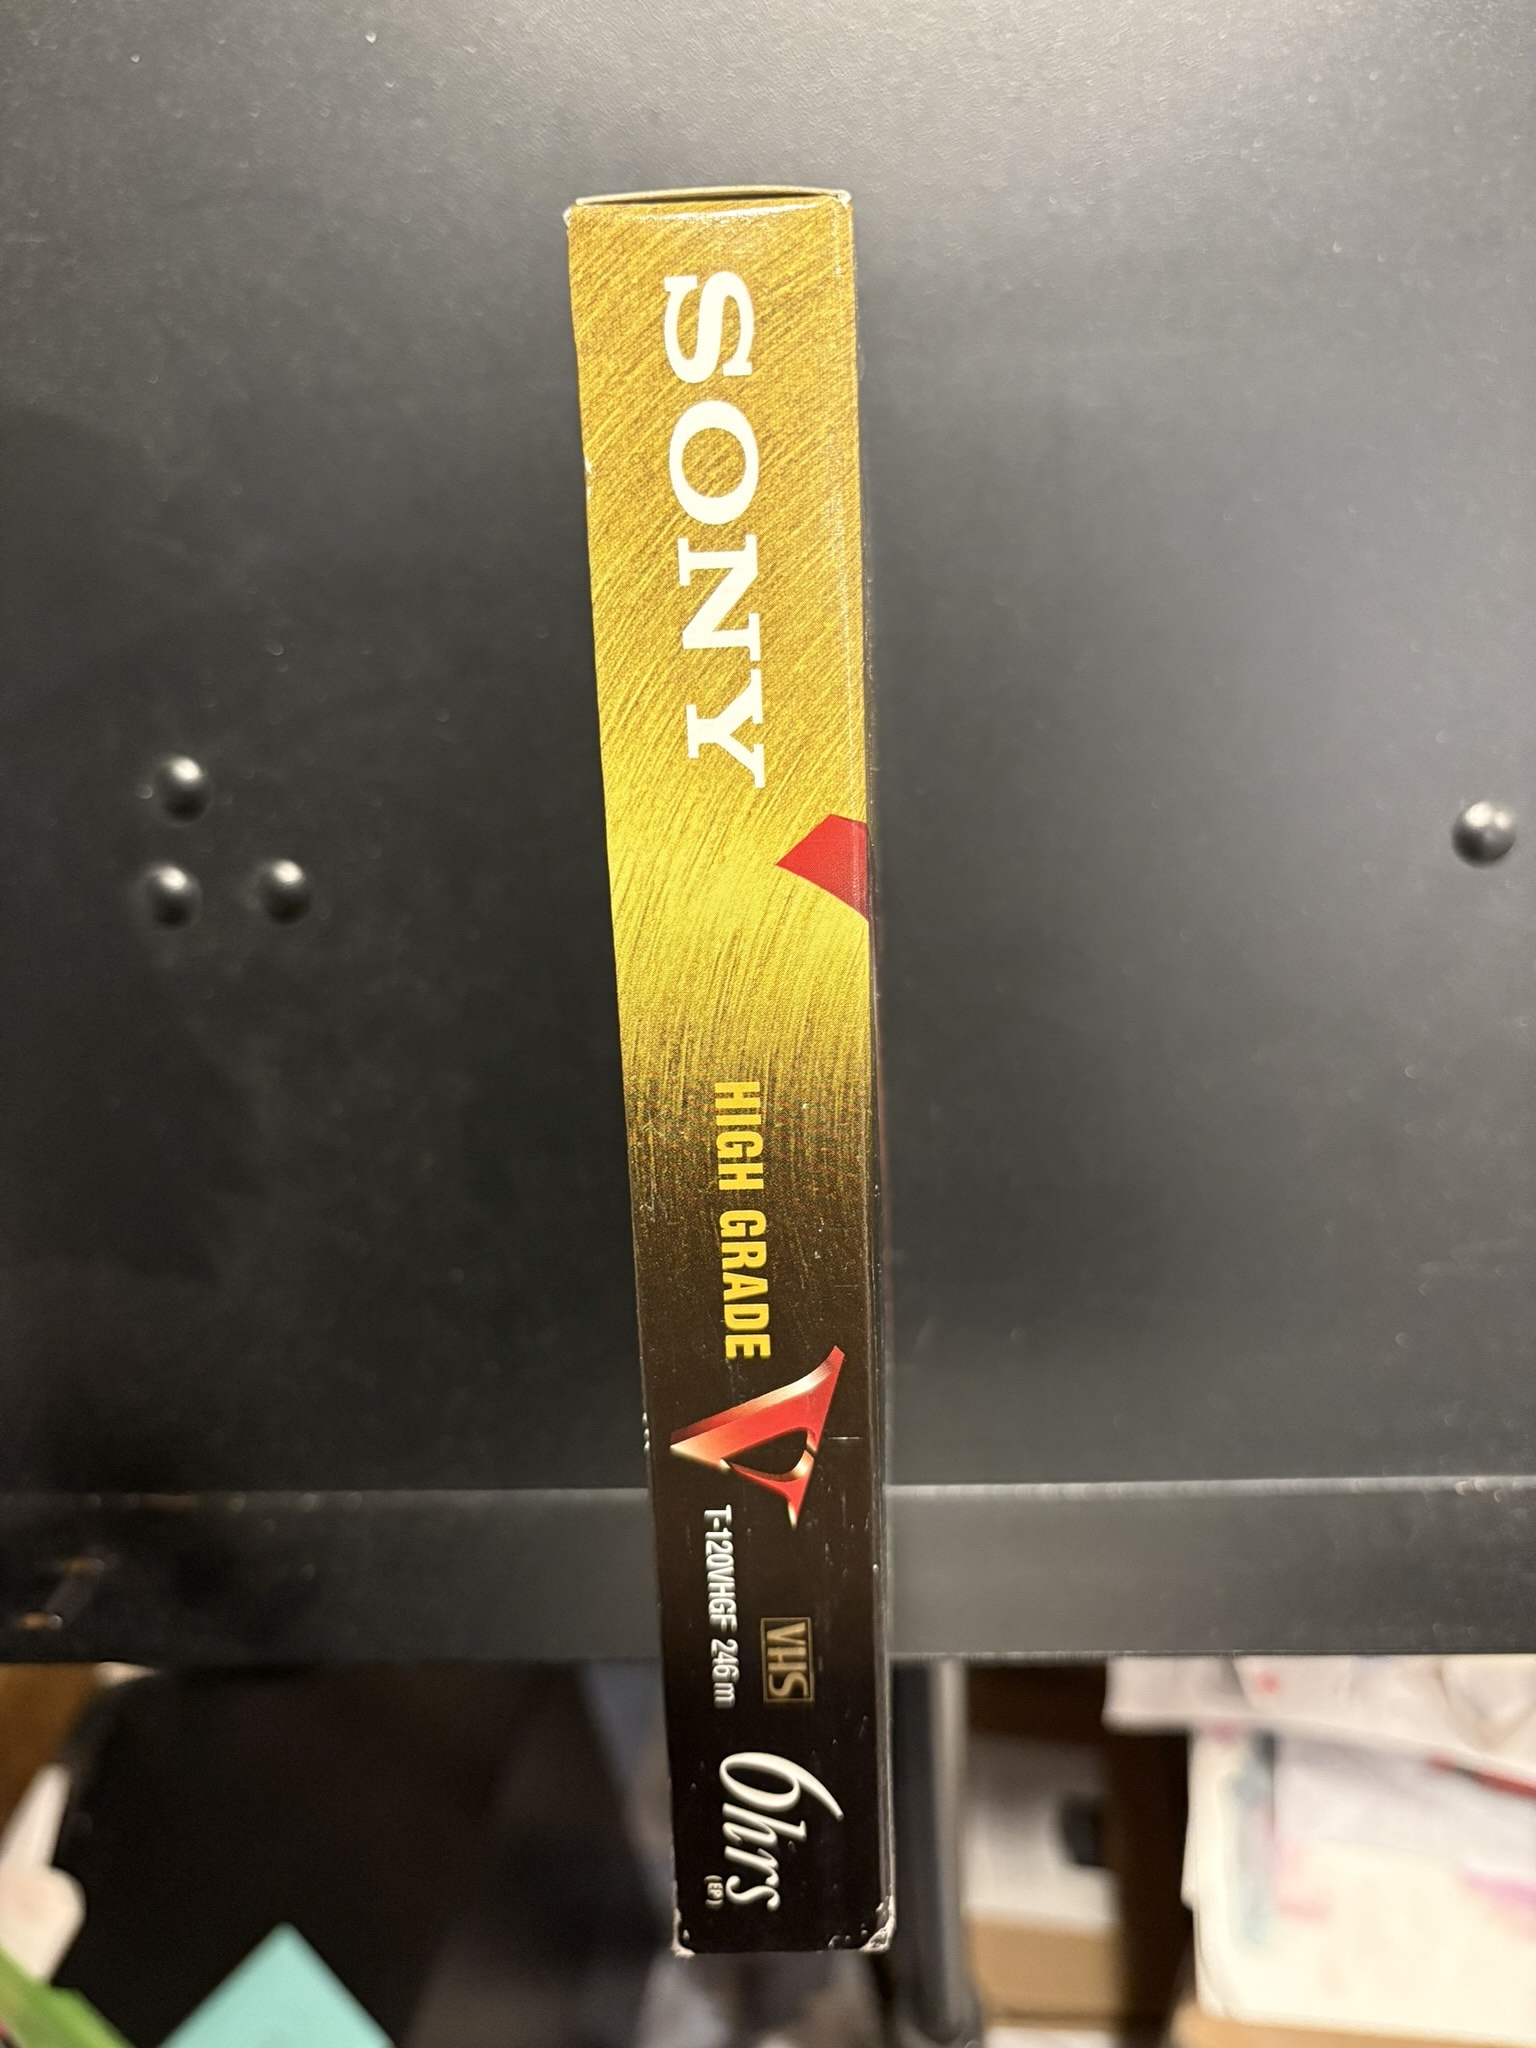 SONY
HIGH GRADE V
VHS
T-120VHGF 246m
6hrs
(EP)